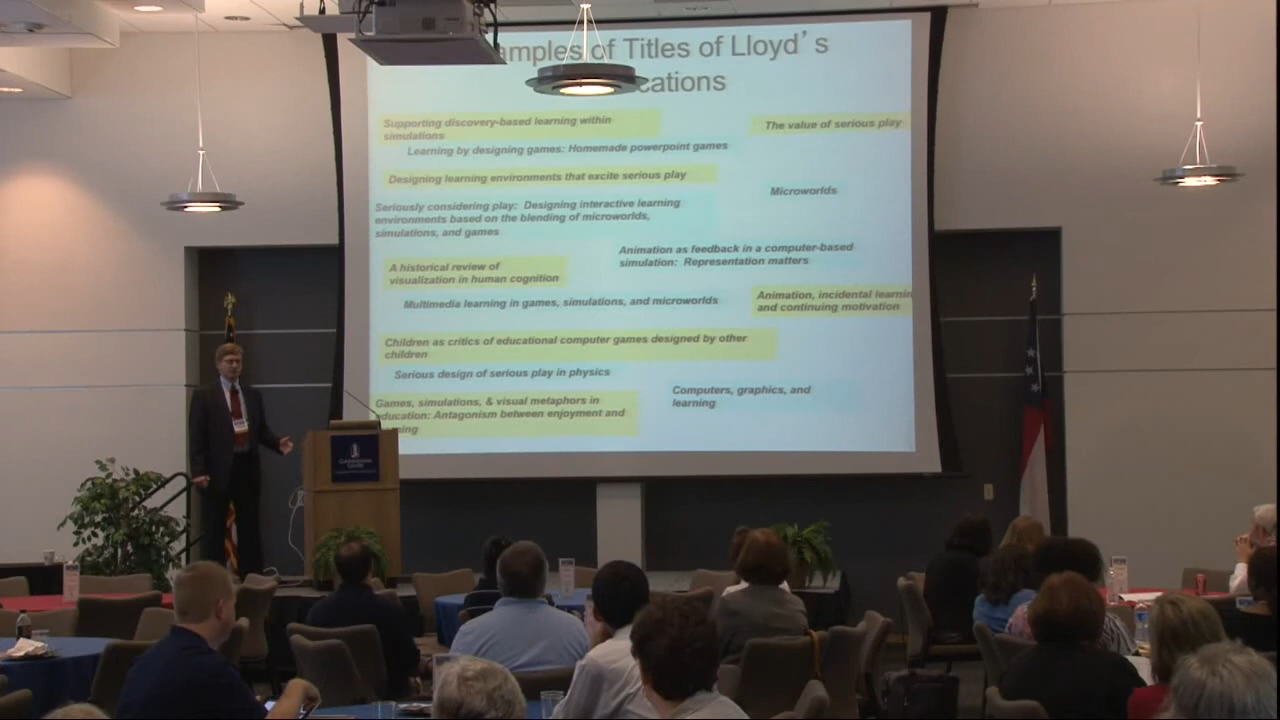 amples of Titles of Lloyd's
cations
Supporting discovery-based learning within
simulations
The value of serious play
Learning by designing games: Homemade powerpoint games
Designing learning environments that excite serious play
Microworlds
Seriously considering play: Designing interactive learning
environments based on the blending of microworlds,
simulations, and games
Animation as feedback in a computer-based
simulation: Representation matters
A historical review of
visualization in human cognition
Multimedia learning in games, simulations, and microworlds
Animation, incidental learnin
and continuing motivation
Children as critics of educational computer games designed by other
children
Serious design of serious play in physics
Computers, graphics, and
learning
Games, simulations, & visual metaphors in
education: Antagonism between enjoyment and
ning